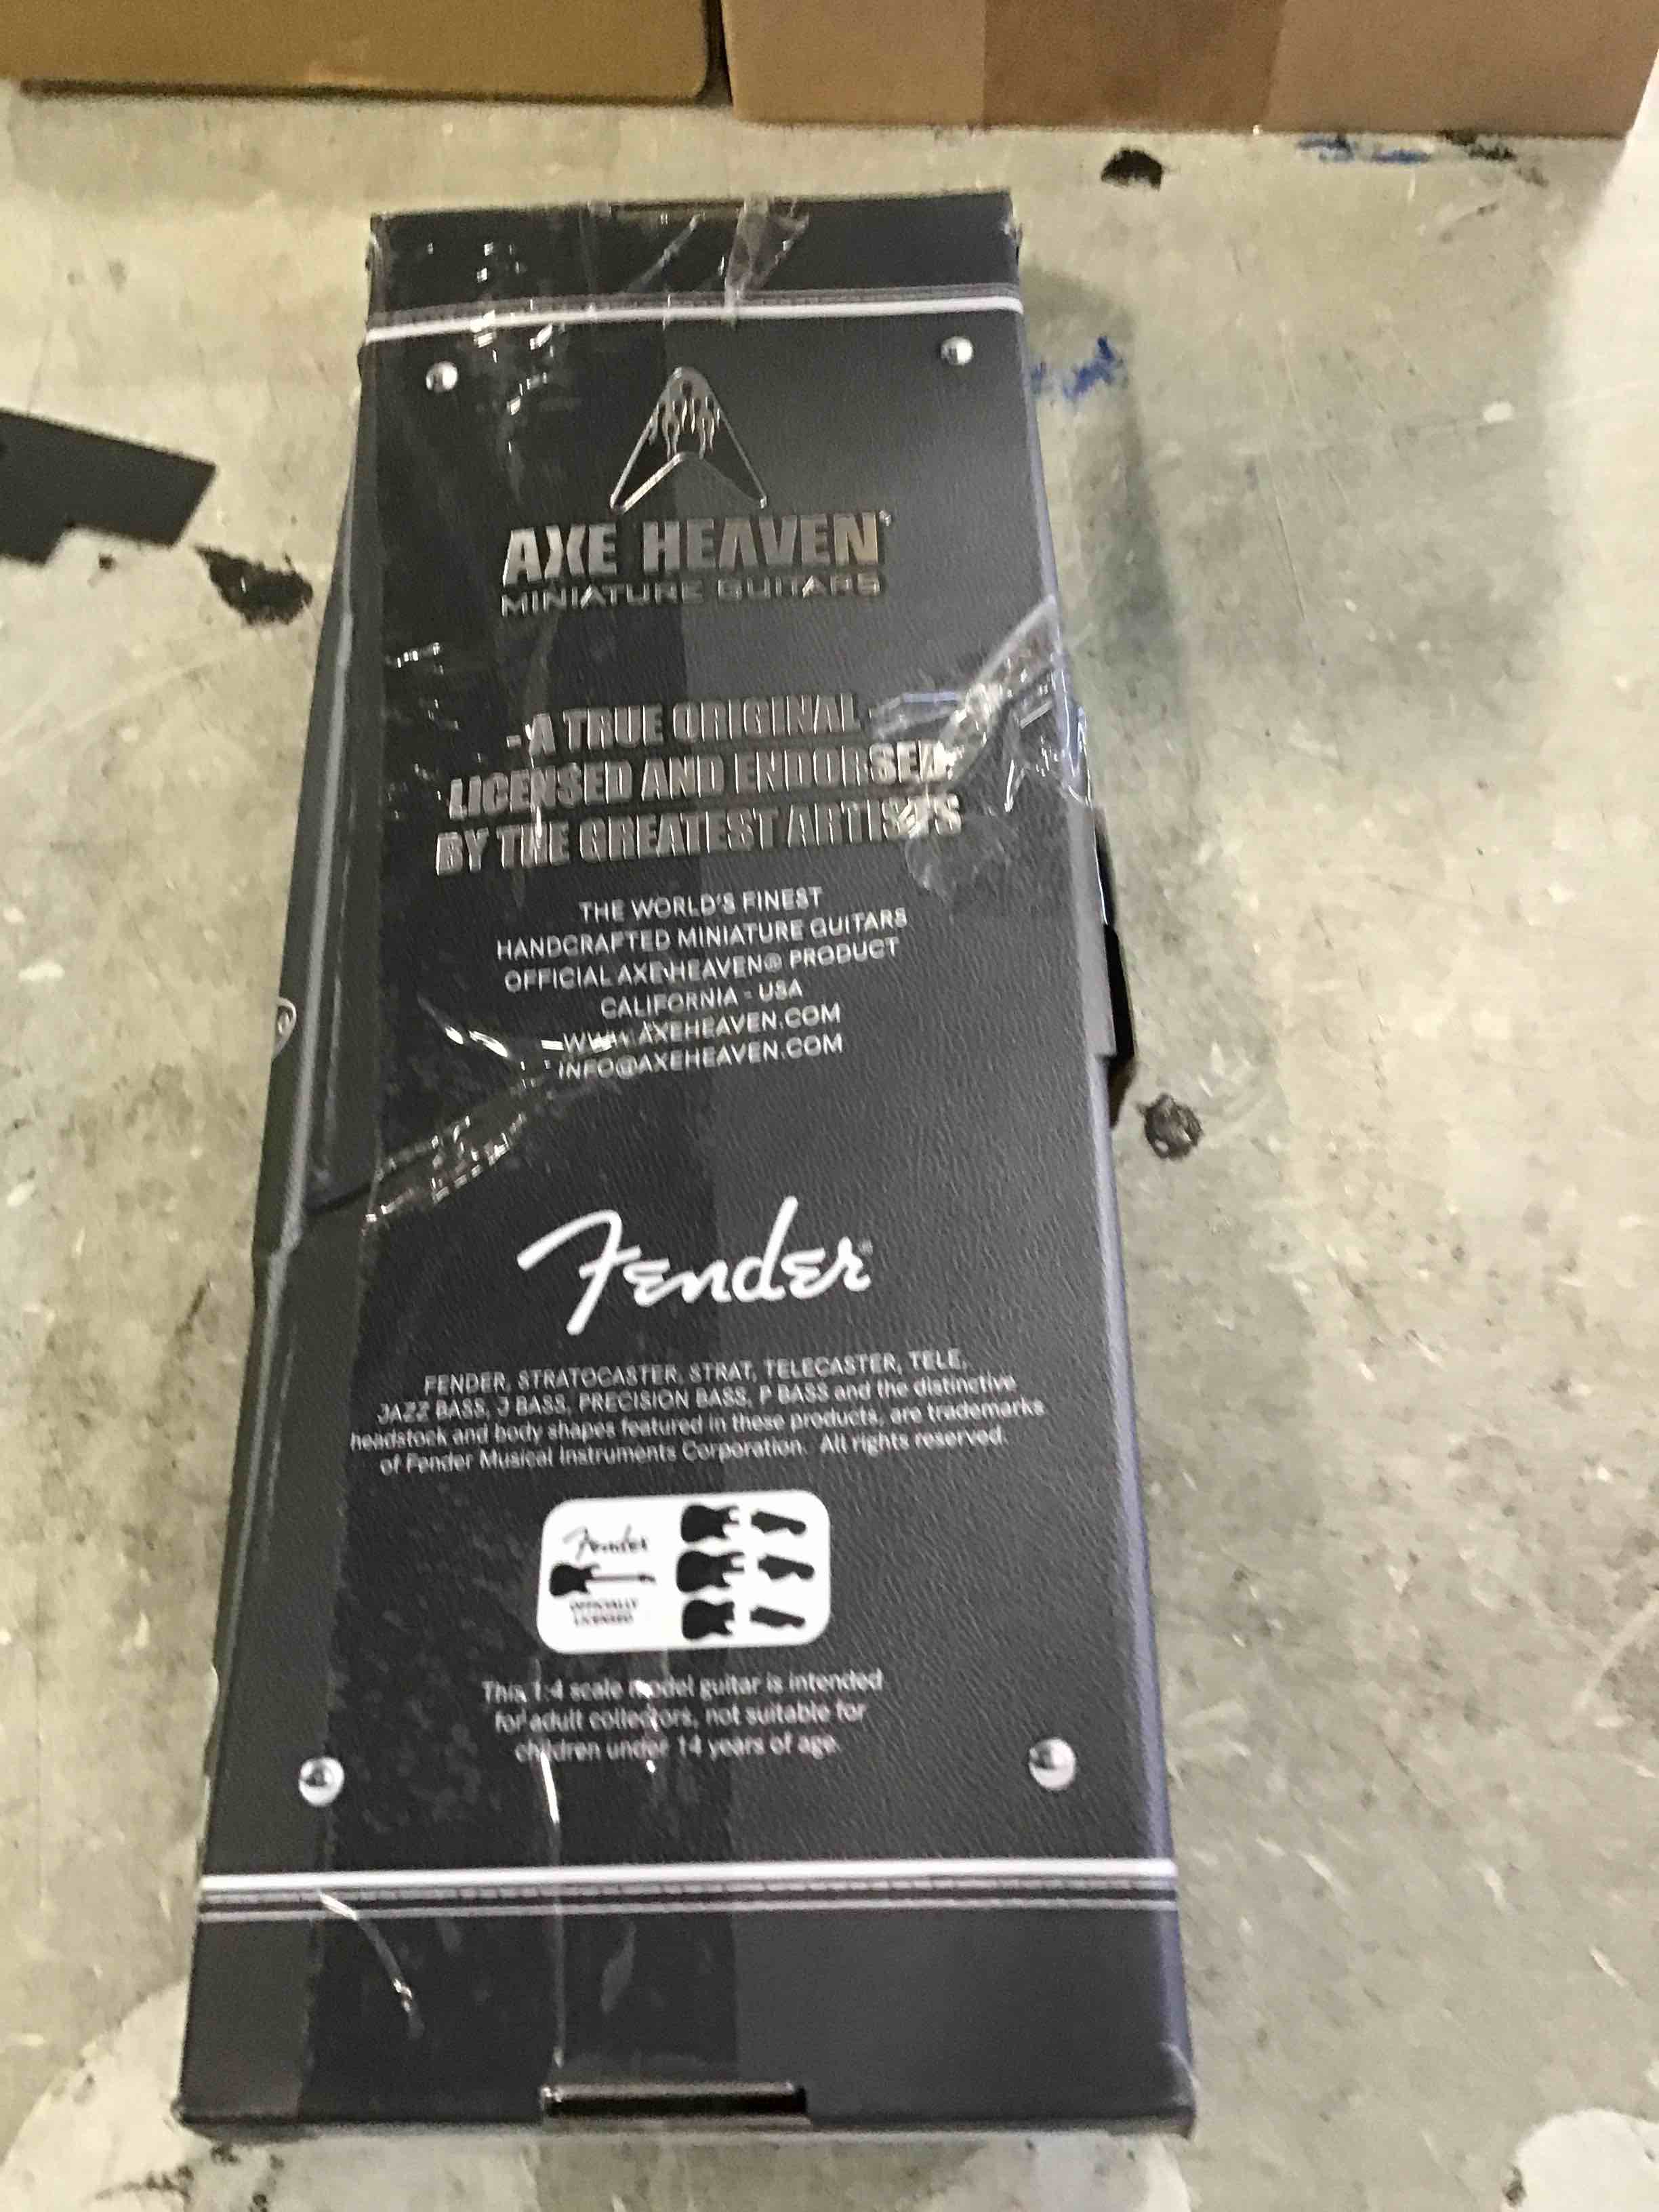 AXE HEAVEN®
MINIATURE GUITARS
- A TRUE ORIGINAL -
LICENSED AND ENDORSED
BY THE GREATEST ARTISTS
THE WORLD'S FINEST
HANDCRAFTED MINIATURE GUITARS
OFFICIAL AXE HEAVEN® PRODUCT
CALIFORNIA - USA
WWW.AXEHEAVEN.COM
INFO@AXEHEAVEN.COM
Fender®
FENDER, STRATOCASTER, STRAT, TELECASTER, TELE,
JAZZ BASS, J BASS, PRECISION BASS, P BASS and the distinctive
headstock and body shapes featured in these products, are trademarks
of Fender Musical Instruments Corporation. All rights reserved.
Fender
OFFICIALLY
LICENSED
This 1:4 scale model guitar is intended
for adult collectors, not suitable for
children under 14 years of age.